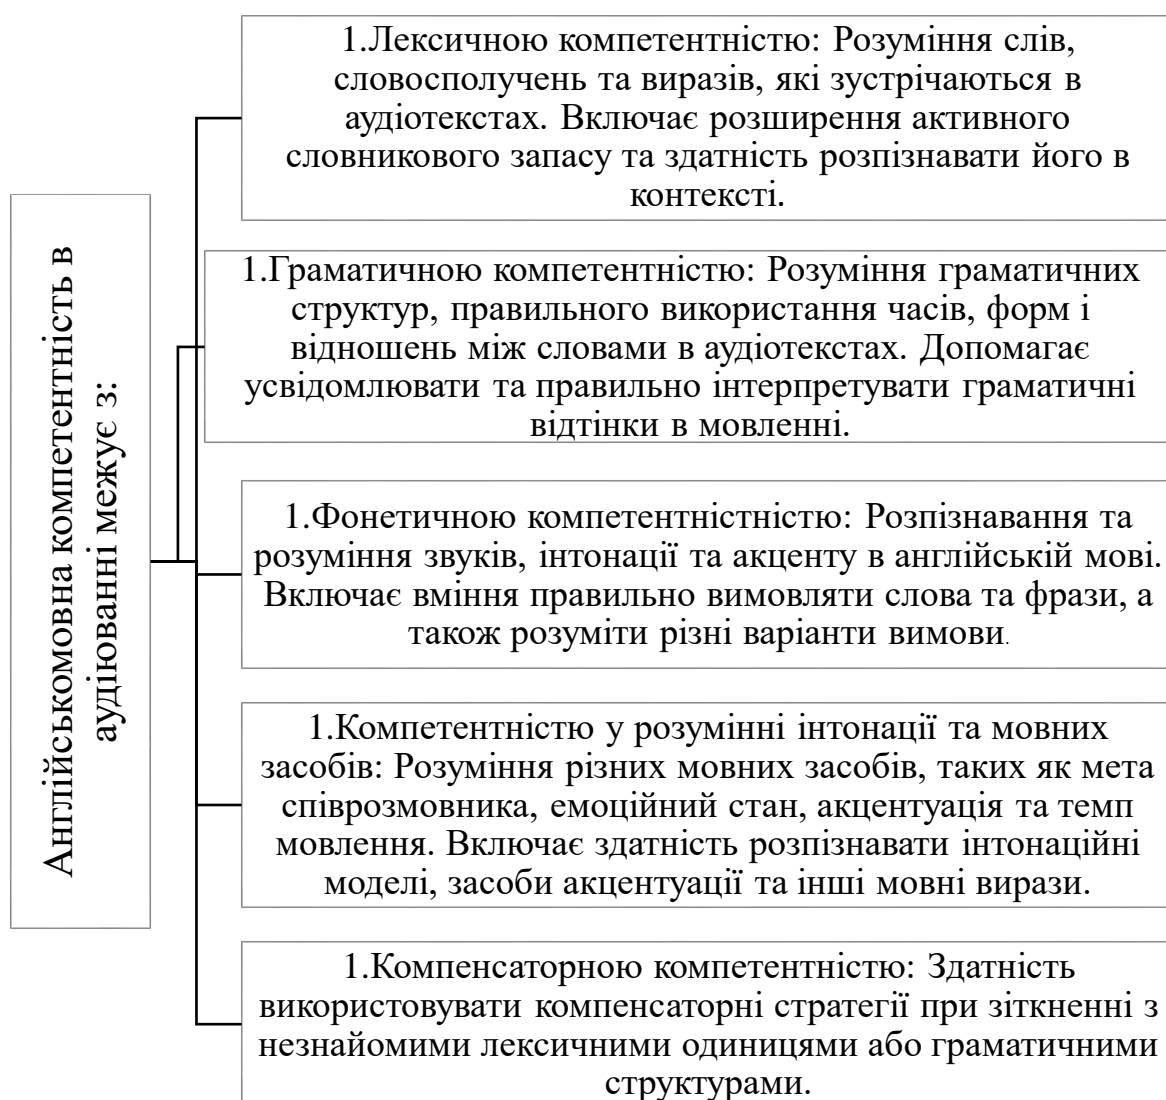 Англійськомовна компетентність в
аудіюванні межує з:
1.Лексичною компетентністю: Розуміння слів,
словосполучень та виразів, які зустрічаються в
аудіотекстах. Включає розширення активного
словникового запасу та здатність розпізнавати його в
контексті.
1.Граматичною компетентністю: Розуміння граматичних
структур, правильного використання часів, форм і
відношень між словами в аудіотекстах. Допомагає
усвідомлювати та правильно інтерпретувати граматичні
відтінки в мовленні.
1.Фонетичною компетентністністю: Розпізнавання та
розуміння звуків, інтонації та акценту в англійській мові.
Включає вміння правильно вимовляти слова та фрази, а
також розуміти різні варіанти вимови.
1.Компетентністю у розумінні інтонації та мовних
засобів: Розуміння різних мовних засобів, таких як мета
співрозмовника, емоційний стан, акцентуація та темп
мовлення. Включає здатність розпізнавати інтонаційні
моделі, засоби акцентуації та інші мовні вирази.
1.Компенсаторною компетентністю: Здатність
використовувати компенсаторні стратегії при зіткненні з
незнайомими лексичними одиницями або граматичними
структурами.